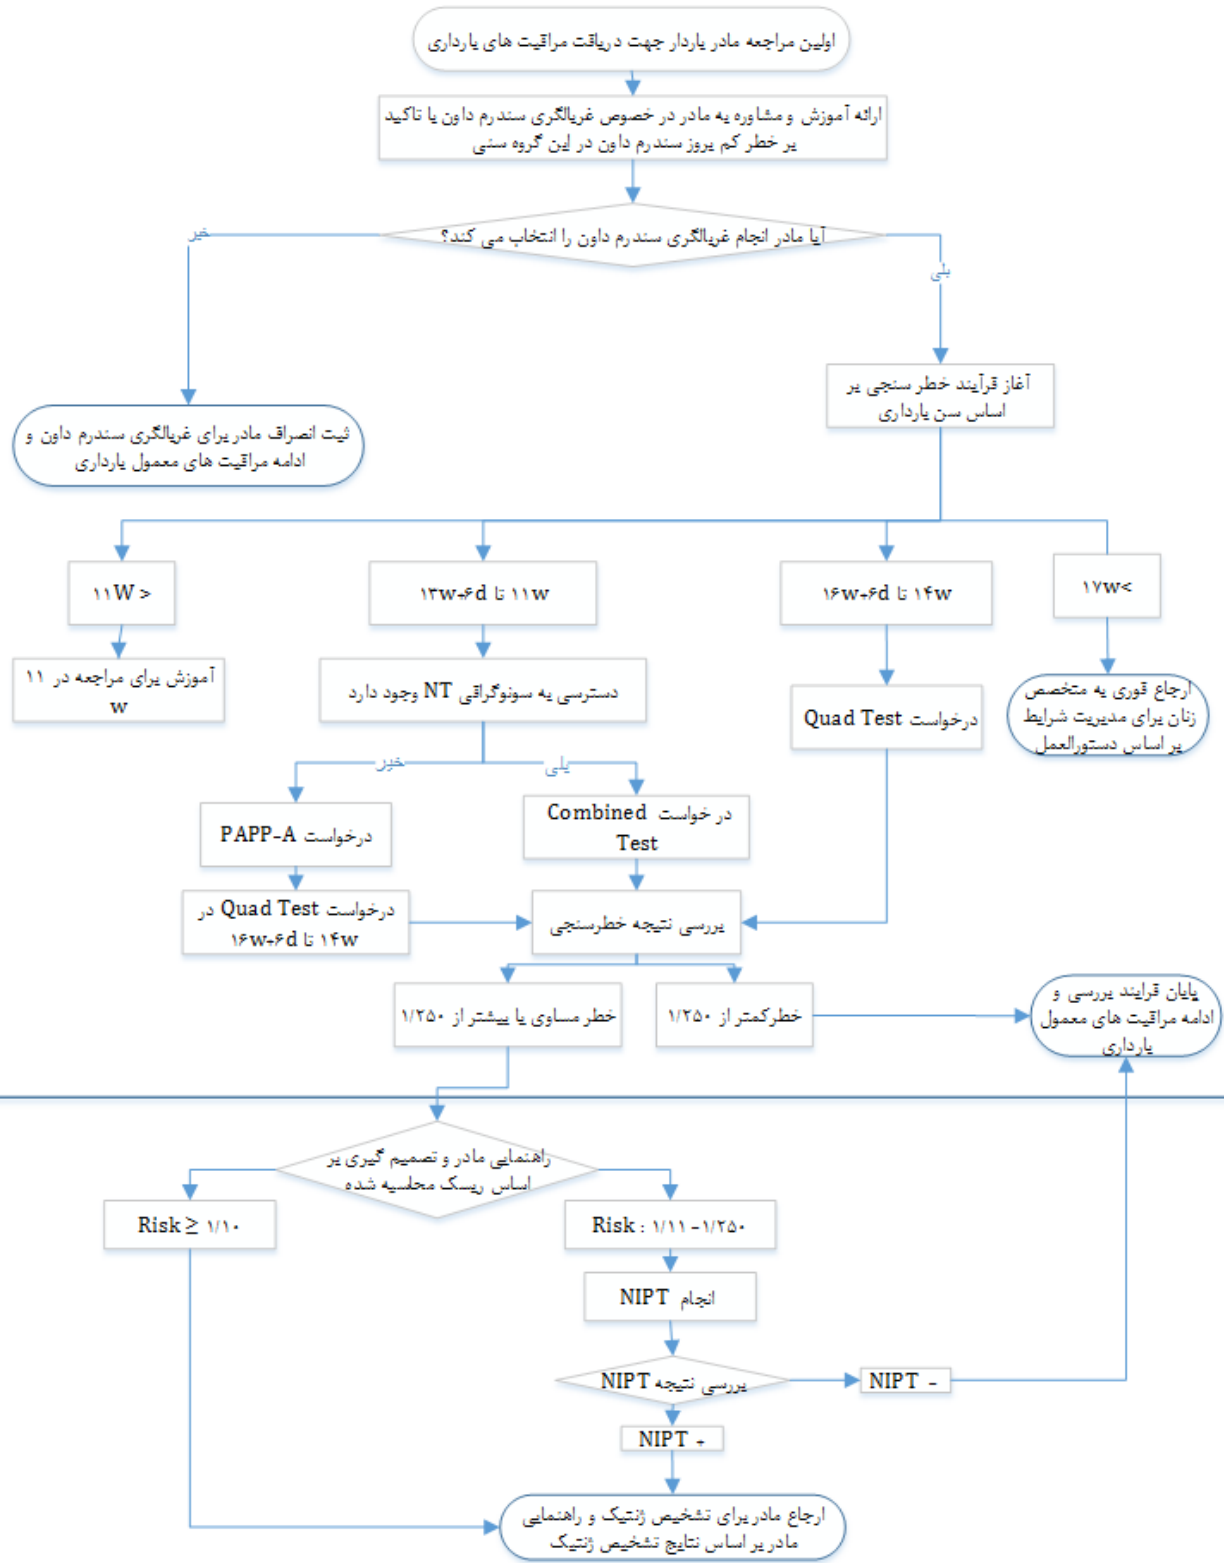 اولین مراجعه مادر باردار جهت دریافت مراقبت های بارداری
ارائه آموزش و مشاوره به مادر در خصوص غربالگری سندرم داون با تاکید
بر خطر کم بروز سندرم داون در این گروه سنی
آیا مادر انجام غربالگری سندرم داون را انتخاب می کند؟
خیر
بلی
آغاز فرآیند خطر سنجی بر
اساس سن بارداری
ثبت انصراف مادر برای غربالگری سندرم داون و
ادامه مراقبت های معمول بارداری
۱۱W >
۱۱w تا ۱۳w+۶d
۱۴w تا ۱۶w+۶d
۱۷w<
آموزش برای مراجعه در ۱۱
w
دسترسی به سونوگرافی NT وجود دارد
درخواست Quad Test
ارجاع فوری به متخصص
زنان برای مدیریت شرایط
بر اساس دستورالعمل
خیر
بلی
درخواست PAPP-A
در خواست Combined
Test
درخواست Quad Test در
۱۴w تا ۱۶w+۶d
بررسی نتیجه خطرسنجی
خطر مساوی یا بیشتر از ۱/۲۵۰
خطرکمتر از ۱/۲۵۰
پایان فرایند بررسی و
ادامه مراقبت های معمول
بارداری
راهنمایی مادر و تصمیم گیری بر
اساس ریسک محاسبه شده
Risk ≥ ۱/۱۰
Risk : ۱/۱۱ -۱/۲۵۰
انجام NIPT
بررسی نتیجه NIPT
NIPT -
NIPT +
ارجاع مادر برای تشخیص ژنتیک و راهنمایی
مادر بر اساس نتایج تشخیص ژنتیک